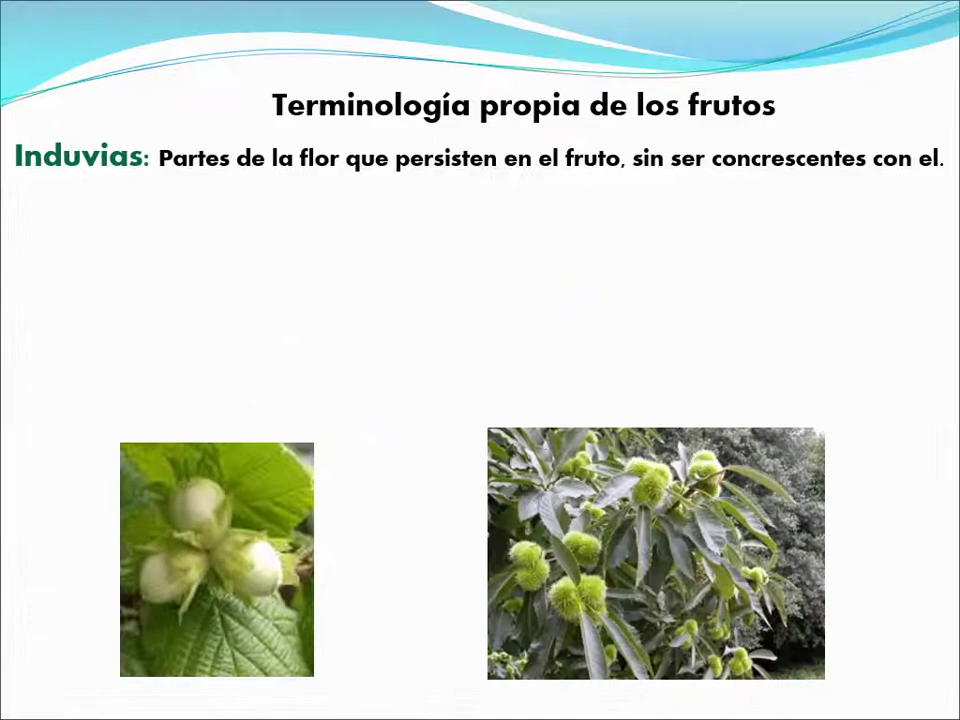 Terminología propia de los frutos
Induvias: Partes de la flor que persisten en el fruto, sin ser concrescentes con el.